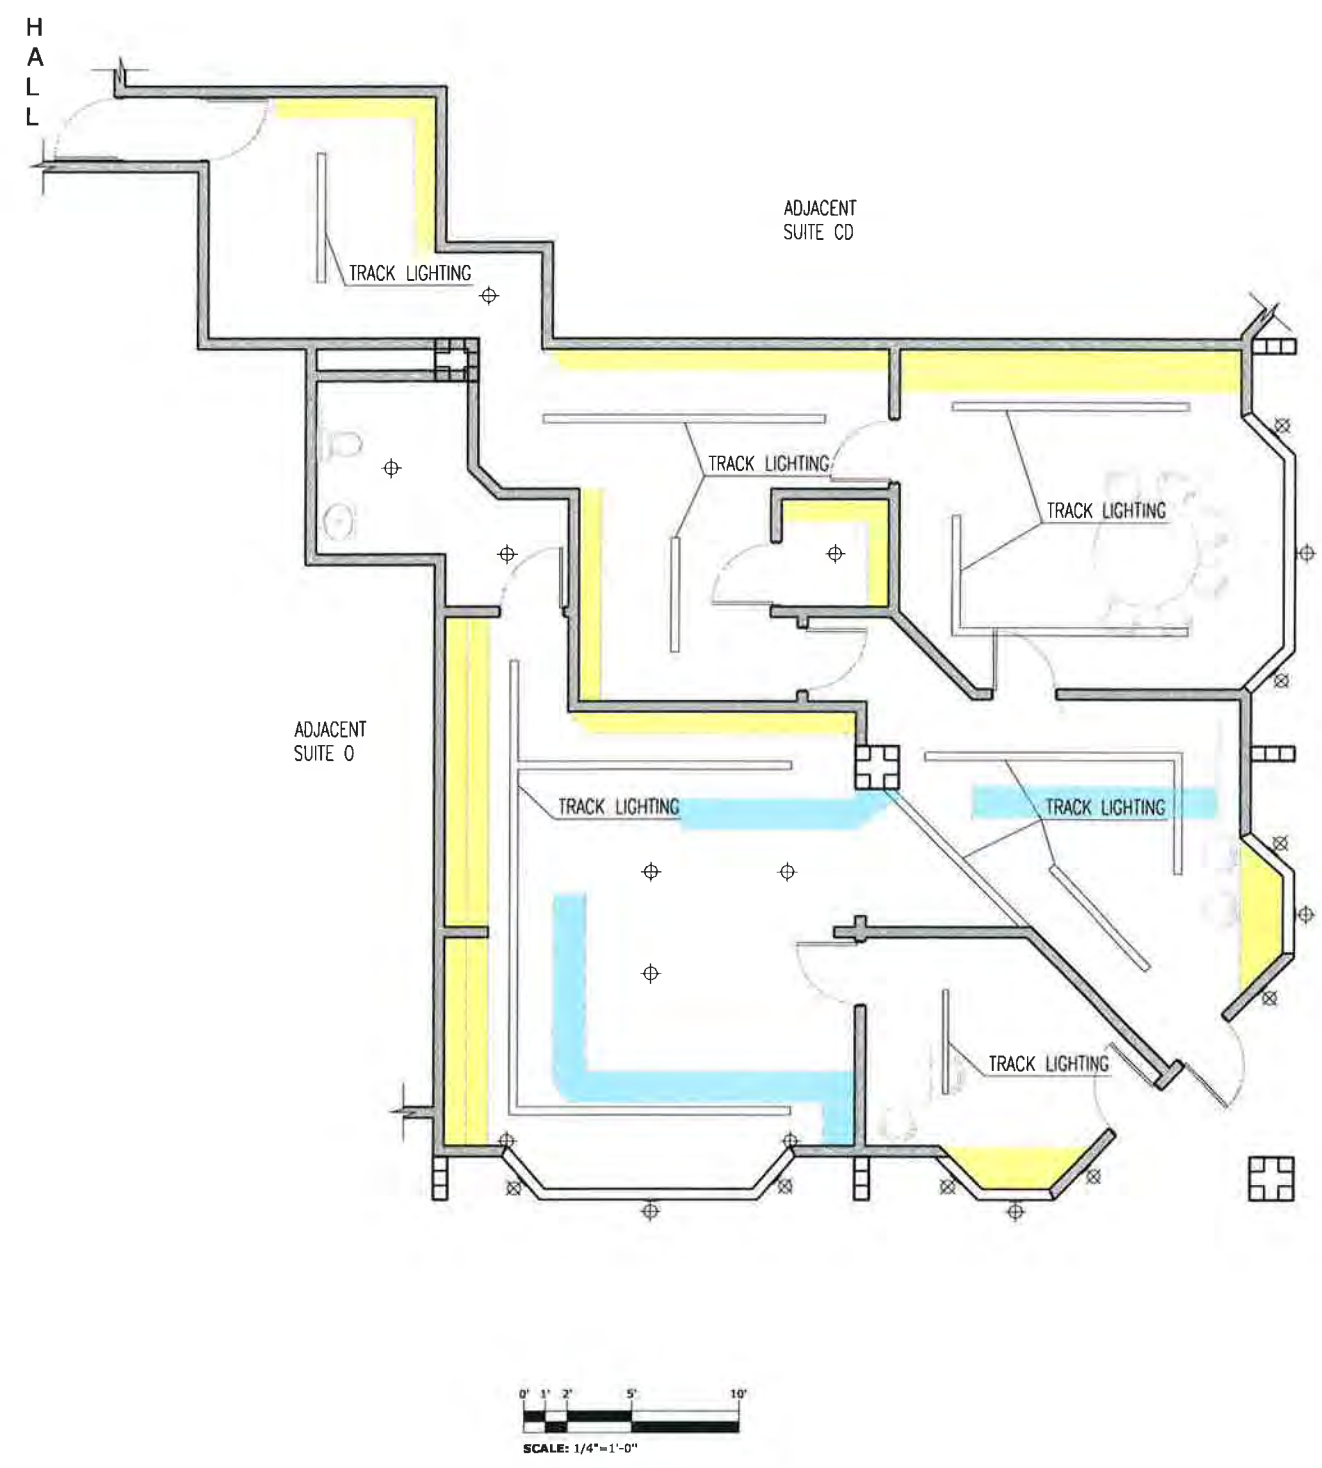 H
A
L
L
ADJACENT
SUITE CD
TRACK LIGHTING
TRACK LIGHTING
TRACK LIGHTING
ADJACENT
SUITE O
TRACK LIGHTING
TRACK LIGHTING
TRACK LIGHTING
0' 1' 2' 5' 10'
SCALE: 1/4"=1'-0"